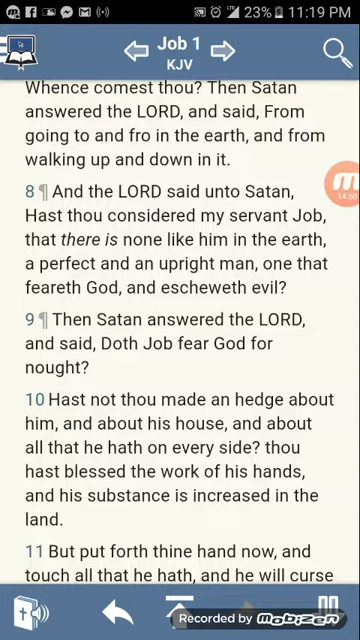 23% 11:19 PM
Job 1
KJV
Whence comest thou? Then Satan
answered the LORD, and said, From
going to and fro in the earth, and from
walking up and down in it.
8 ¶ And the LORD said unto Satan,
Hast thou considered my servant Job,
that there is none like him in the earth,
a perfect and an upright man, one that
feareth God, and escheweth evil?
14:50
9 ¶ Then Satan answered the LORD,
and said, Doth Job fear God for
nought?
10 Hast not thou made an hedge about
him, and about his house, and about
all that he hath on every side? thou
hast blessed the work of his hands,
and his substance is increased in the
land.
11 But put forth thine hand now, and
touch all that he hath, and he will curse
Recorded by Mobizen